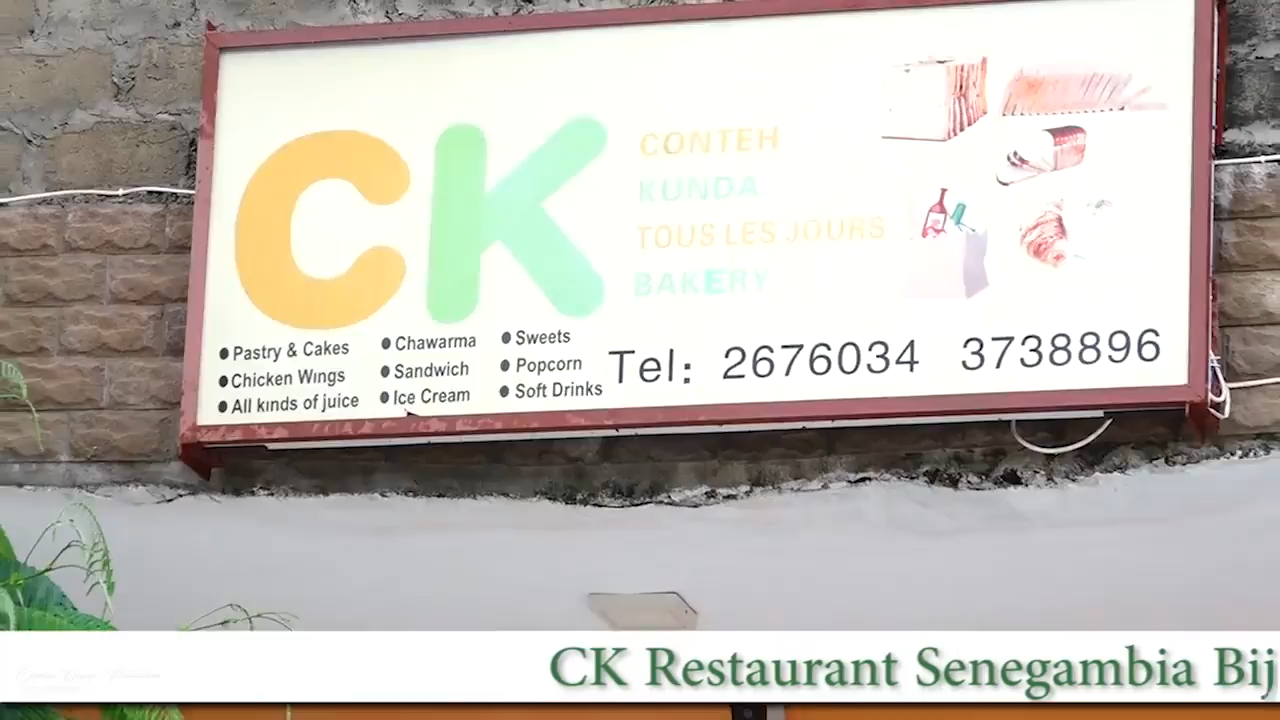 CK
CONTEH
KUNDA
TOUS LES JOURS
BAKERY
● Pastry & Cakes
● Chicken Wings
● All kinds of juice
● Chawarma
● Sandwich
● Ice Cream
● Sweets
● Popcorn
● Soft Drinks
Tel: 2676034 3738896
CK Restaurant Senegambia Bij